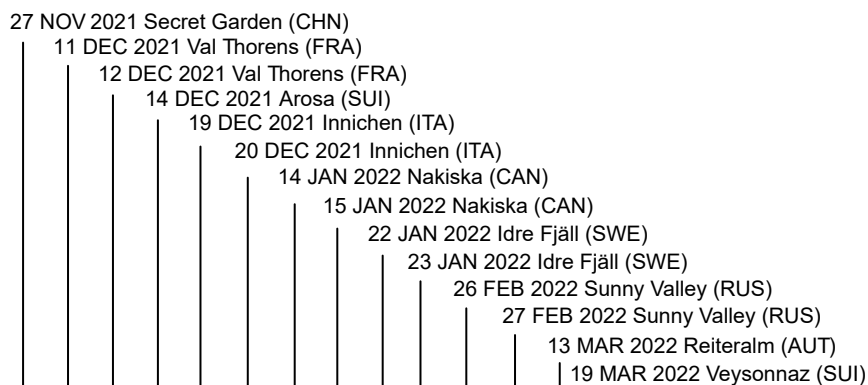 27 NOV 2021 Secret Garden (CHN)
11 DEC 2021 Val Thorens (FRA)
12 DEC 2021 Val Thorens (FRA)
14 DEC 2021 Arosa (SUI)
19 DEC 2021 Innichen (ITA)
20 DEC 2021 Innichen (ITA)
14 JAN 2022 Nakiska (CAN)
15 JAN 2022 Nakiska (CAN)
22 JAN 2022 Idre Fjäll (SWE)
23 JAN 2022 Idre Fjäll (SWE)
26 FEB 2022 Sunny Valley (RUS)
27 FEB 2022 Sunny Valley (RUS)
13 MAR 2022 Reiteralm (AUT)
19 MAR 2022 Veysonnaz (SUI)